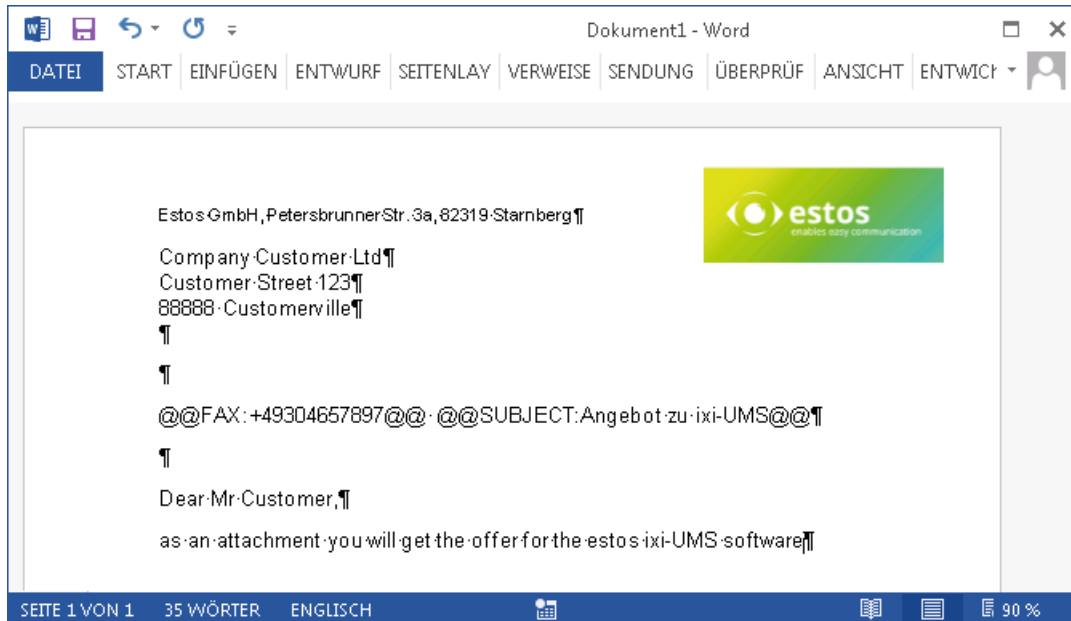 Dokument1 - Word
DATEI START EINFÜGEN ENTWURF SEITENLAY VERWEISE SENDUNG ÜBERPRÜF ANSICHT ENTWICH
estos
enables easy communication
Estos GmbH, Petersbrunner Str. 3a, 82319 Starnberg¶
Company Customer Ltd¶
Customer Street 123¶
88888 Customerville¶
¶
¶
@@FAX: +49304657897@@ @@SUBJECT:Angebot zu ixi-UMS@@¶
¶
Dear Mr Customer,¶
as an attachment you will get the offer for the estos ixi-UMS software¶
SEITE 1 VON 1 35 WÖRTER ENGLISCH 90 %